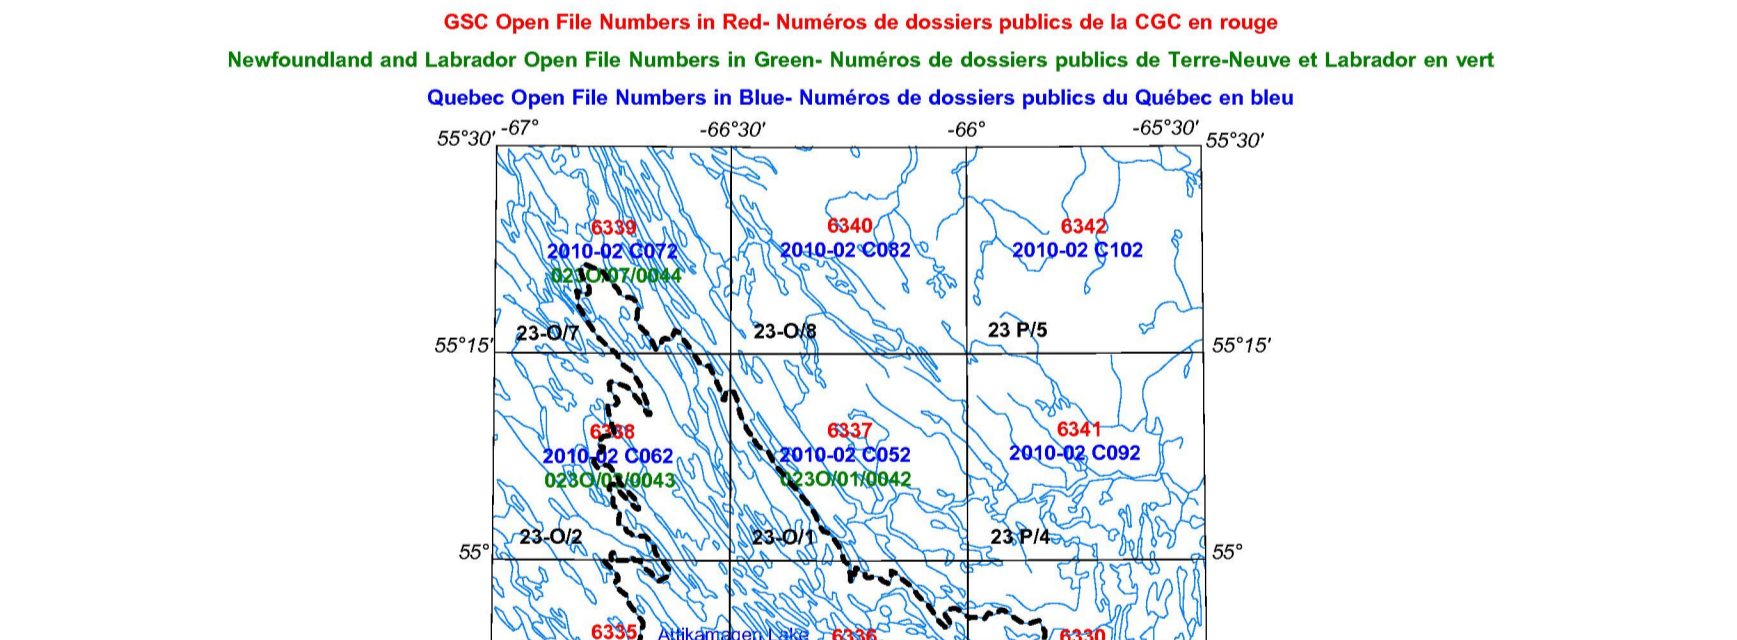 GSC Open File Numbers in Red- Numéros de dossiers publics de la CGC en rouge
Newfoundland and Labrador Open File Numbers in Green- Numéros de dossiers publics de Terre-Neuve et Labrador en vert
Quebec Open File Numbers in Blue- Numéros de dossiers publics du Québec en bleu
55°30' -67° -66°30' -66° -65°30' 55°30'
6339 6340 6342
2010-02 C072 2010-02 C082 2010-02 C102
023O/07/0044
23-O/7 23-O/8 23 P/5
55°15' 55°15'
6338 6337 6341
2010-02 C062 2010-02 C052 2010-02 C092
023O/02/0043 023O/01/0042
23-O/2 23-O/1 23 P/4
55° 55°
6335 Attikamagen Lake 6336 6330